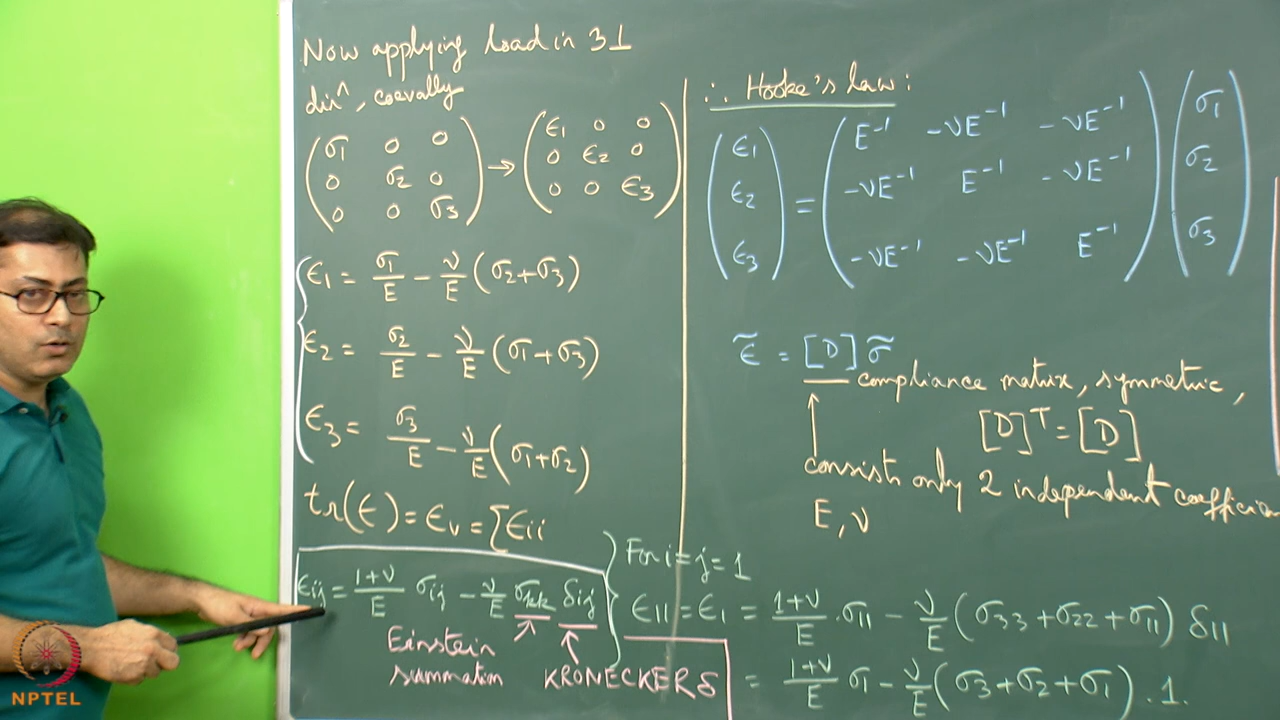 Now applying load in 3⊥
dirⁿ, coevally
(σ1 0 0
0 σ2 0
0 0 σ3) → (ϵ1 0 0
0 ϵ2 0
0 0 ϵ3)
ϵ1 = σ1/E − ν/E (σ2+σ3)
ϵ2 = σ2/E − ν/E (σ1+σ3)
ϵ3 = σ3/E − ν/E (σ1+σ2)
tr(ϵ) = ϵv = Σϵii
ϵij = 1+ν/E σij − ν/E σkk δij
Einstein
summation
KRONECKERS δ
∴ Hooke's law:
(ϵ1
ϵ2
ϵ3) = (E⁻¹ −νE⁻¹ −νE⁻¹
−νE⁻¹ E⁻¹ −νE⁻¹
−νE⁻¹ −νE⁻¹ E⁻¹) (σ1
σ2
σ3)
ϵ̃ = [D] σ̃
compliance matrix, symmetric,
[D]ᵀ = [D]
consists only 2 independent
E, ν
For i=j=1
ϵ11 = ϵ1 = 1+ν/E . σ11 − ν/E (σ33+σ22+σ11) δ11
= 1+ν/E σ1 − ν/E (σ3+σ2+σ1) . 1.
NPTEL